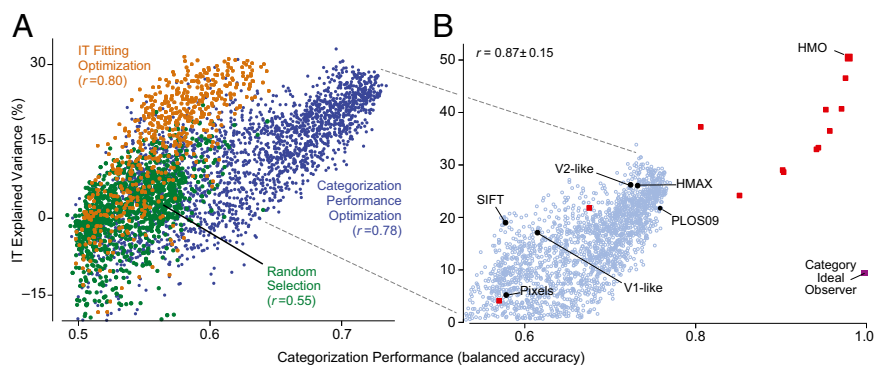 A
B
IT Fitting
Optimization
(r=0.80)
Categorization
Performance
Optimization
(r=0.78)
Random
Selection
(r=0.55)
IT Explained Variance (%)
30
15
0
−15
0.5
0.6
0.7
r = 0.87± 0.15
HMO
V2-like
HMAX
SIFT
PLOS09
Pixels
V1-like
Category
Ideal
Observer
50
40
30
20
10
0
0.6
0.8
1.0
Categorization Performance (balanced accuracy)